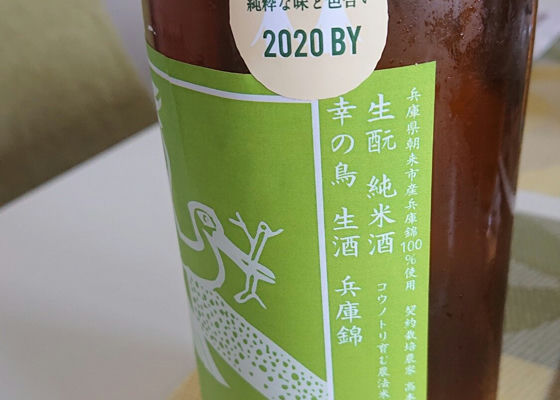 純粋な味と色合い
2020 BY
兵庫県朝来市産兵庫錦100%使用 契約栽培農家 高本
コウノトリ育む農法米
生酛 純米酒
幸の鳥 生酒 兵庫錦